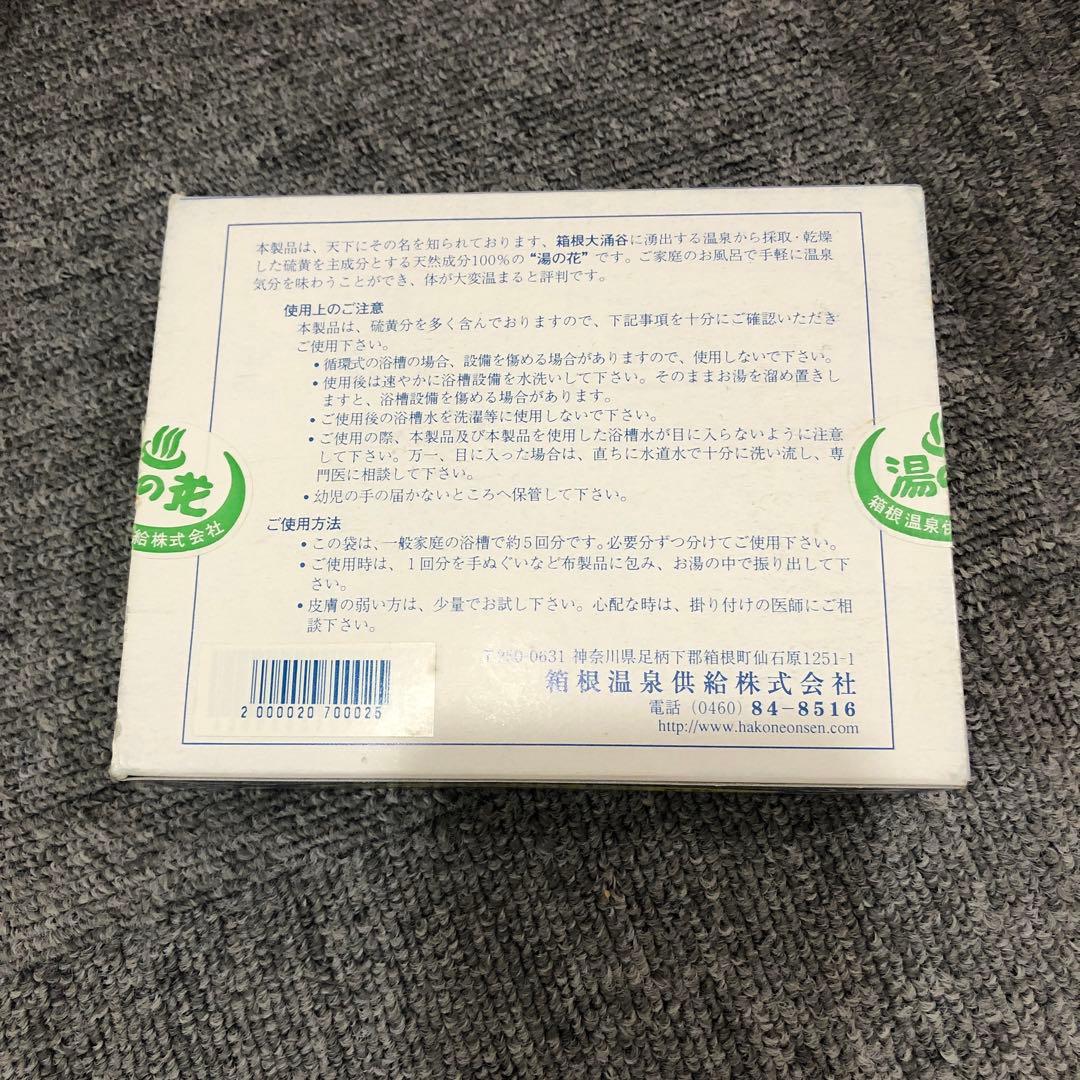 本製品は、天下にその名を知られております、箱根大涌谷に湧出する温泉から採取・乾燥
した硫黄を主成分とする天然成分100%の“湯の花”です。ご家庭のお風呂で手軽に温泉
気分を味わうことができ、体が大変温まると評判です。
使用上のご注意
本製品は、硫黄分を多く含んでおりますので、下記事項を十分にご確認いただき
ご使用下さい。
・循環式の浴槽の場合、設備を傷める場合がありますので、使用しないで下さい。
・使用後は速やかに浴槽設備を水洗いして下さい。そのままお湯を溜め置きし
ますと、浴槽設備を傷める場合があります。
・ご使用後の浴槽水を洗濯等に使用しないで下さい。
・ご使用の際、本製品及び本製品を使用した浴槽水が目に入らないように注意
して下さい。万一、目に入った場合は、直ちに水道水で十分に洗い流し、専
門医に相談して下さい。
・幼児の手の届かないところへ保管して下さい。
の花
給株式会社
湯の
箱根温泉供
ご使用方法
・この袋は、一般家庭の浴槽で約5回分です。必要分ずつ分けてご使用下さい。
・ご使用時は、1回分を手ぬぐいなど布製品に包み、お湯の中で振り出して下
さい。
・皮膚の弱い方は、少量でお試し下さい。心配な時は、掛り付けの医師にご相
談下さい。
2 000020 700025
〒250-0631 神奈川県足柄下郡箱根町仙石原1251-1
箱根温泉供給株式会社
電話 (0460) 84-8516
http://www.hakoneonsen.com